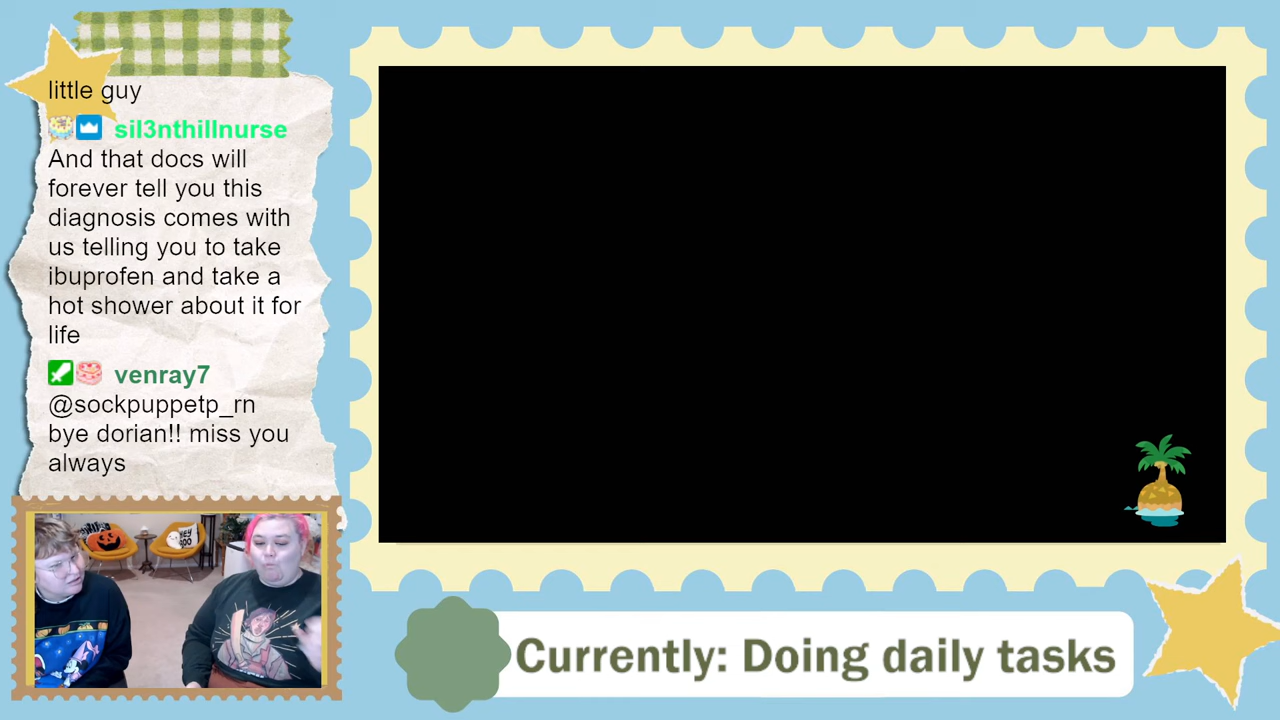 little guy
sil3nthillnurse
And that docs will
forever tell you this
diagnosis comes with
us telling you to take
ibuprofen and take a
hot shower about it for
life
venray7
@sockpuppetp_rn
bye dorian!! miss you
always
HEY
BOO
Currently: Doing daily tasks